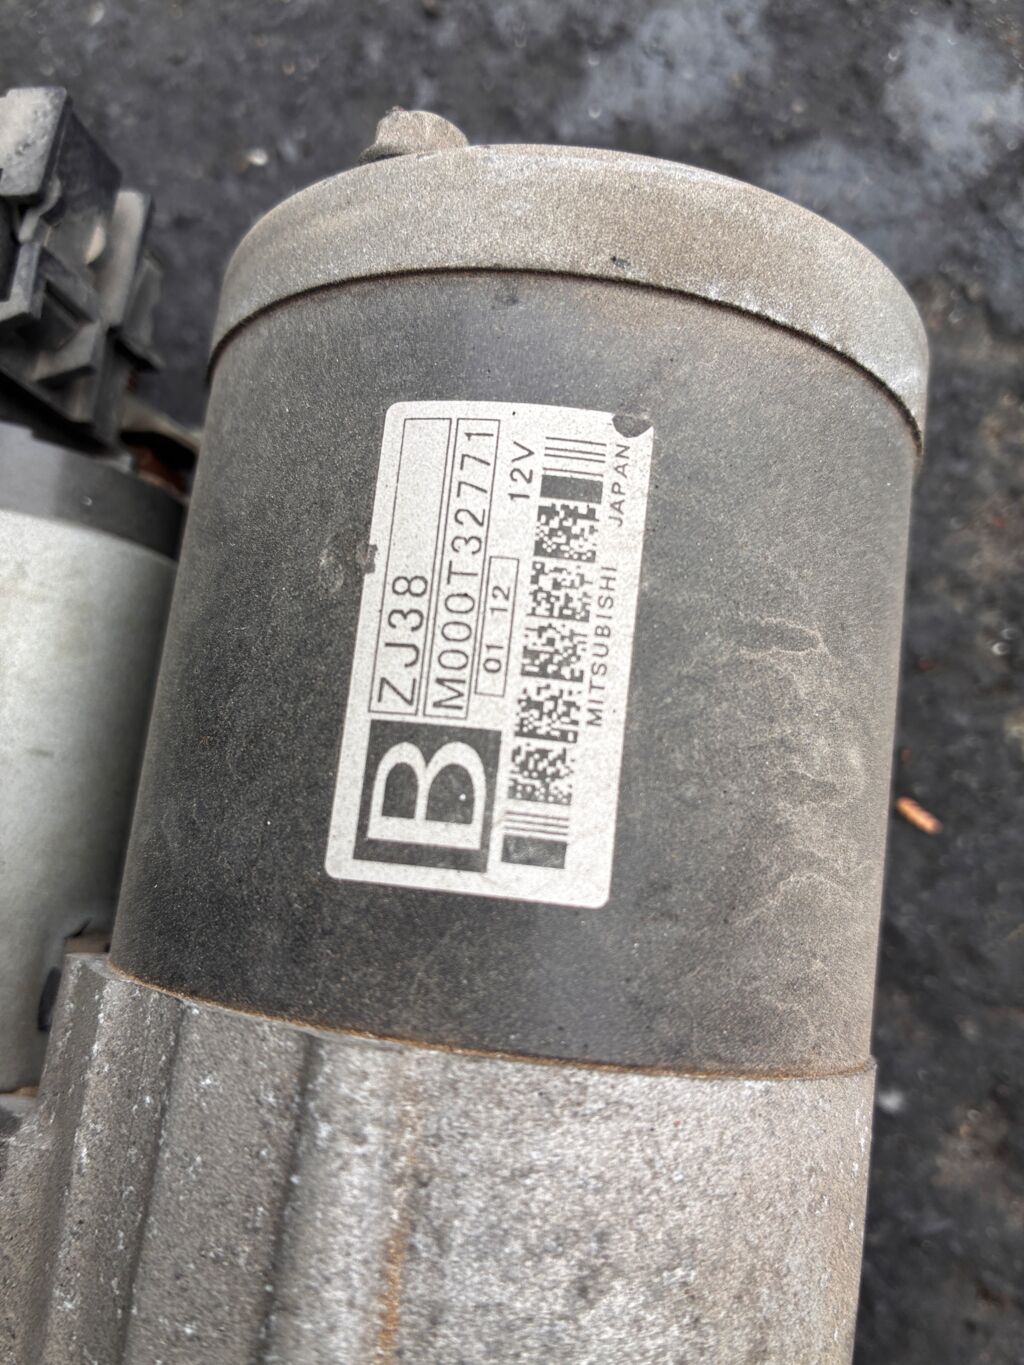 B
ZJ38
M000T32771
01 12
12V
MITSUBISHI JAPAN